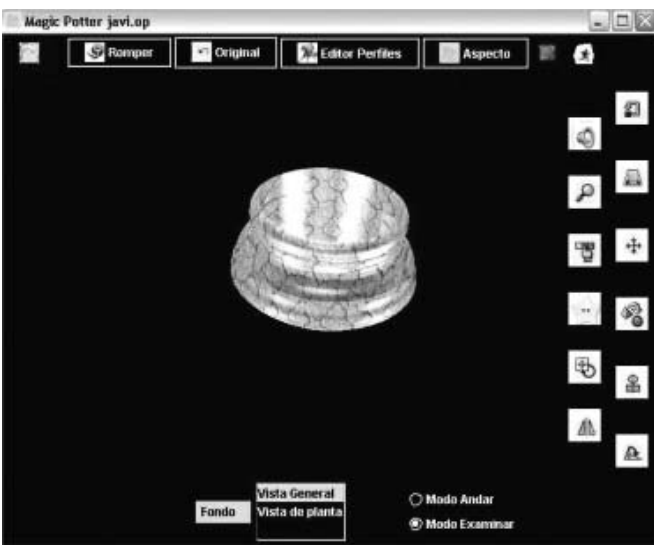 Magic Potter javi.op
Romper
Original
Editor Perfiles
Aspecto
Fondo
Vista General
Vista de planta
Modo Andar
Modo Examinar